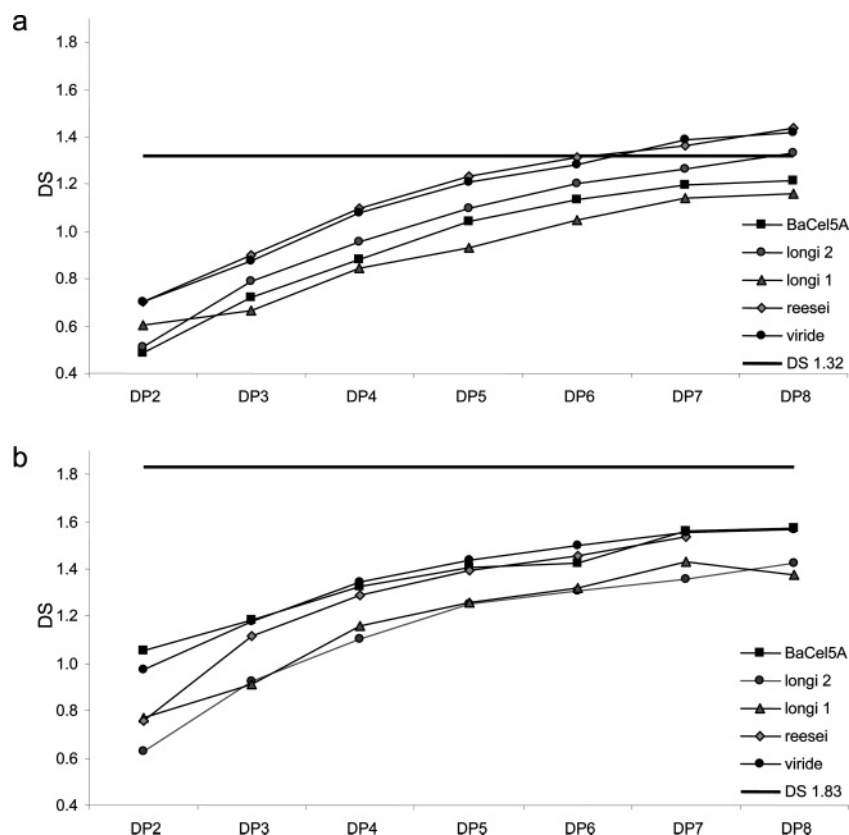 a
1.8
1.6
1.4
1.2
1.0
0.8
0.6
0.4
DS
DP2 DP3 DP4 DP5 DP6 DP7 DP8
BaCel5A
longi 2
longi 1
reesei
viride
DS 1.32
b
1.8
1.6
1.4
1.2
1.0
0.8
0.6
0.4
DS
DP2 DP3 DP4 DP5 DP6 DP7 DP8
BaCel5A
longi 2
longi 1
reesei
viride
DS 1.83